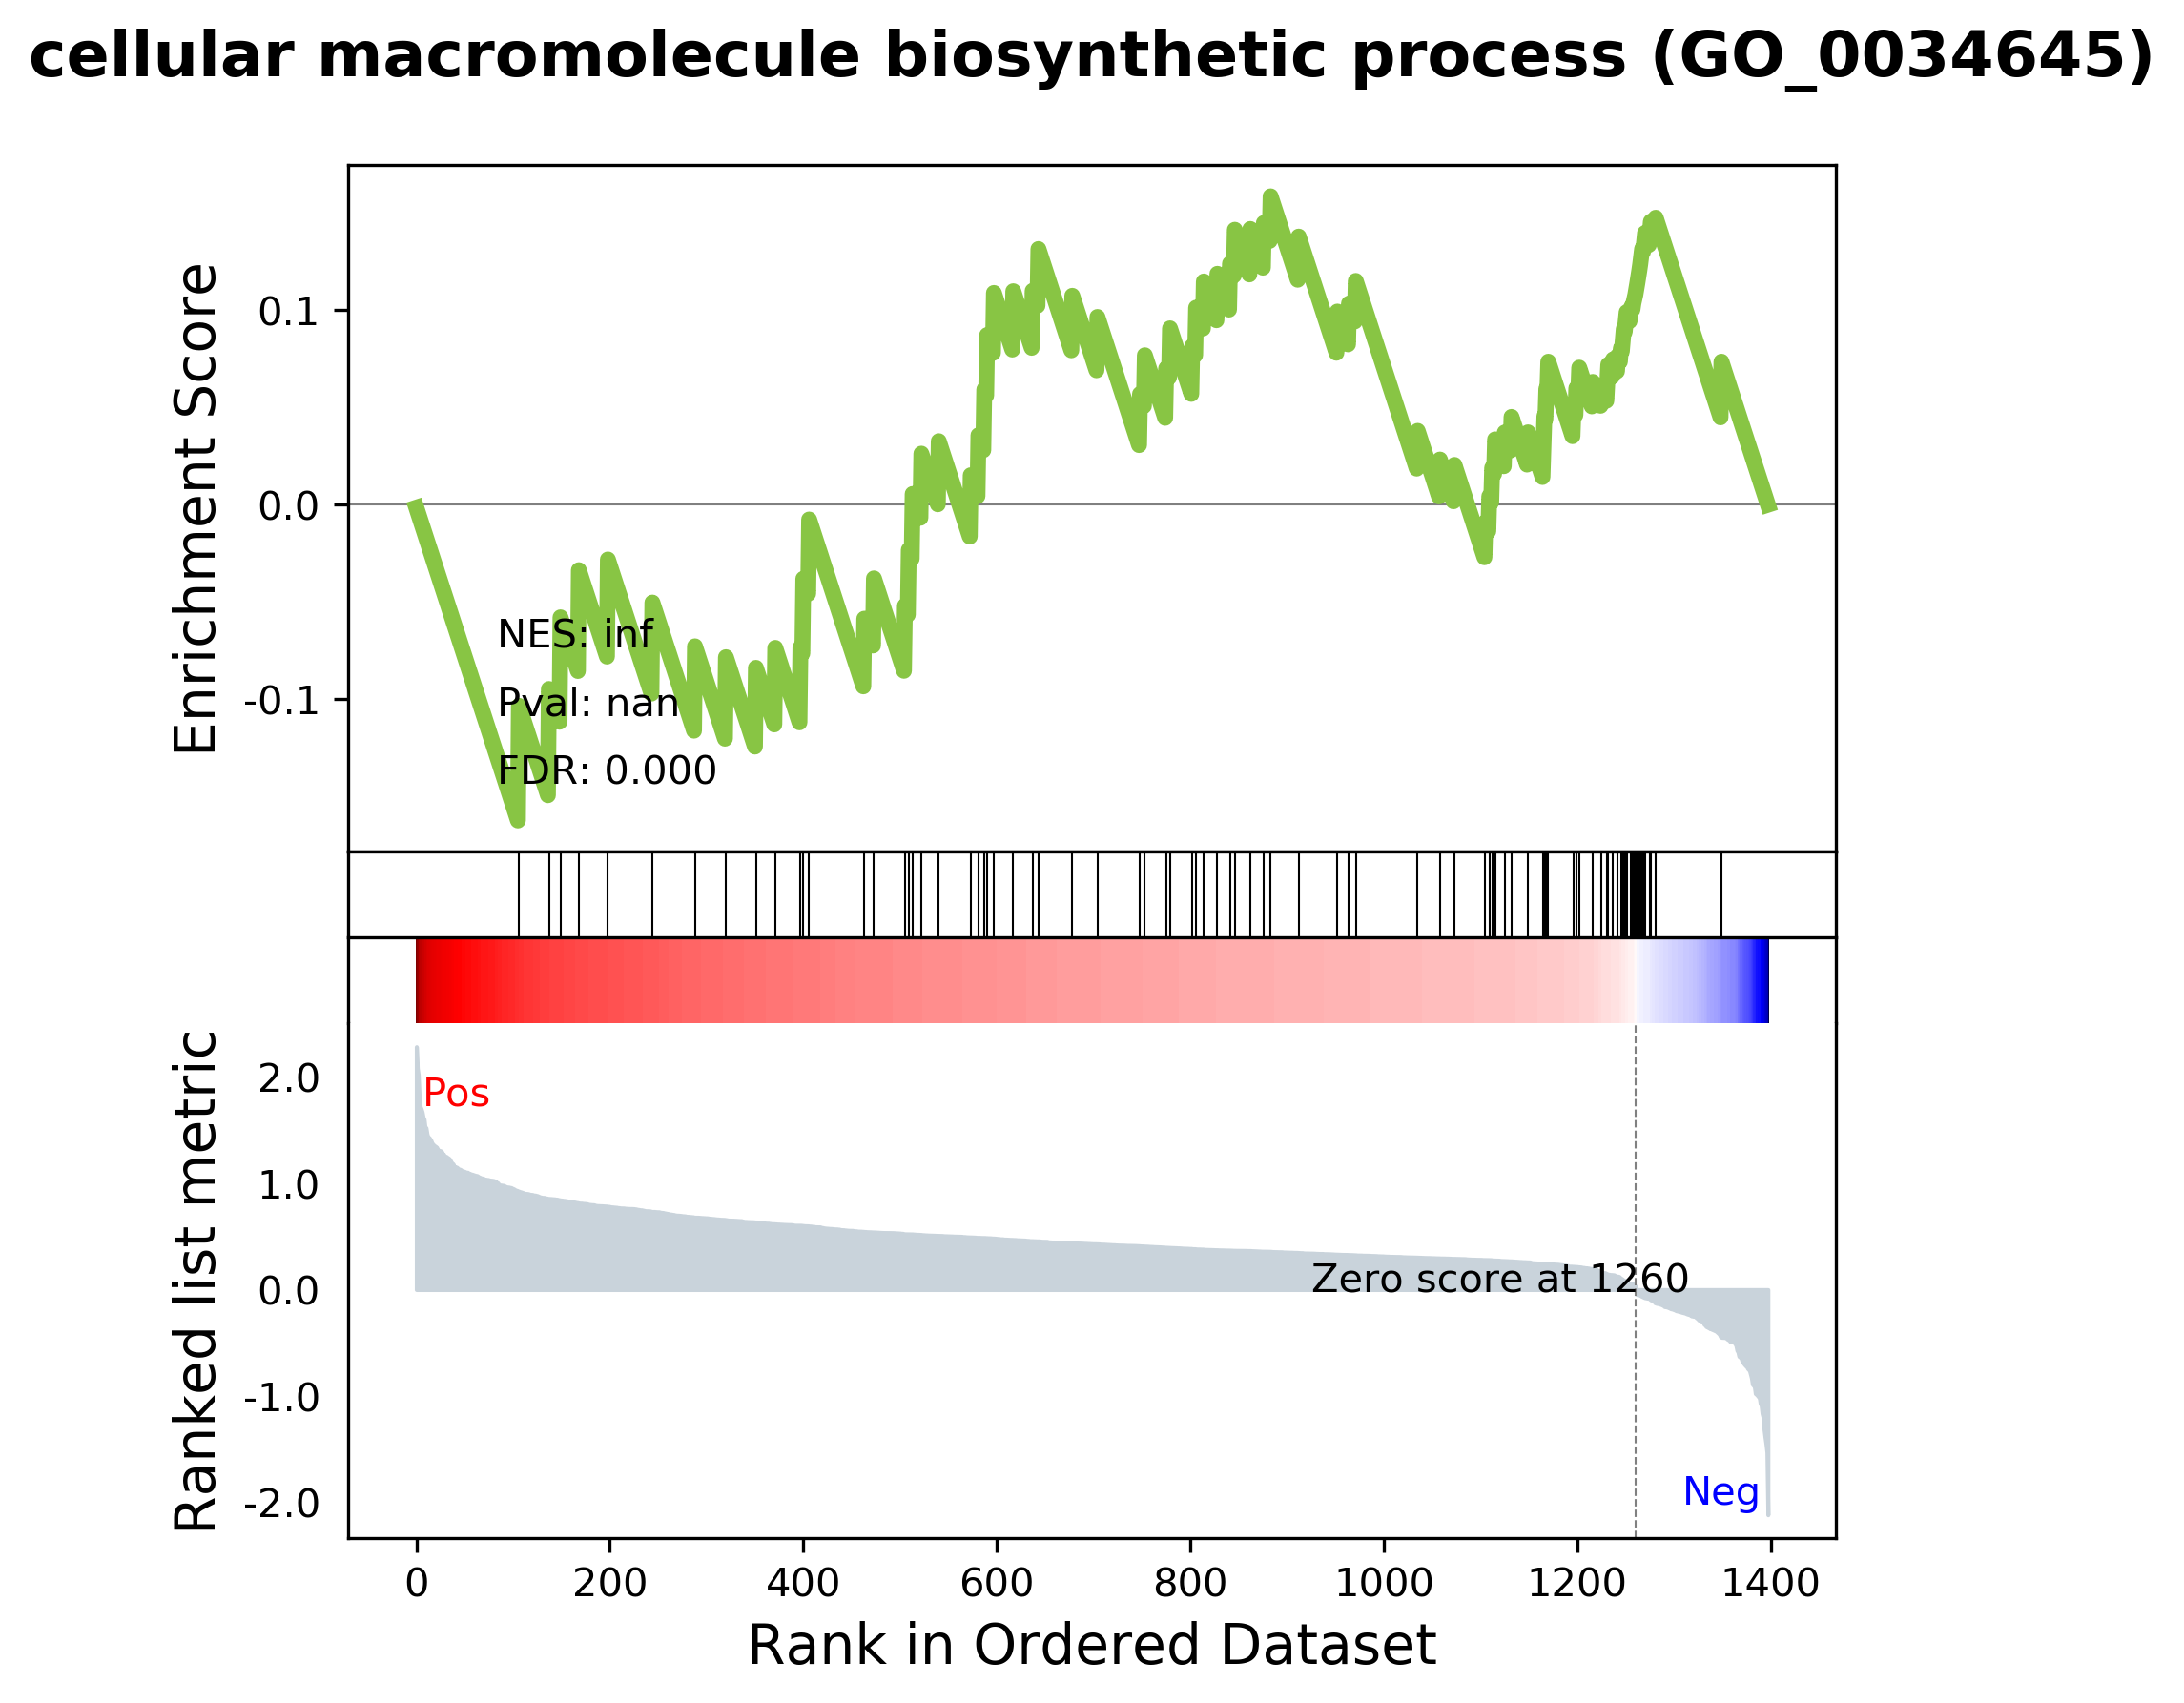 cellular macromolecule biosynthetic process (GO_0034645)
Enrichment Score
0.1
0.0
-0.1
NES: inf
Pval: nan
FDR: 0.000
Ranked list metric
2.0
1.0
0.0
-1.0
-2.0
Pos
Zero score at 1260
Neg
0 200 400 600 800 1000 1200 1400
Rank in Ordered Dataset